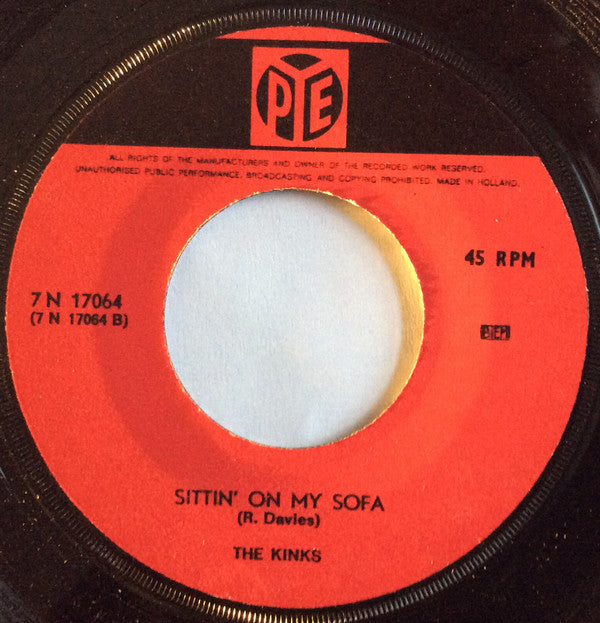 PYE
ALL RIGHTS OF THE MANUFACTURERS AND OWNER OF THE RECORDED WORK RESERVED.
UNAUTHORISED PUBLIC PERFORMANCE, BROADCASTING AND COPYING PROHIBITED. MADE IN HOLLAND.
45 RPM
7 N 17064
(7 N 17064 B)
SITTIN' ON MY SOFA
(R. Davies)
THE KINKS